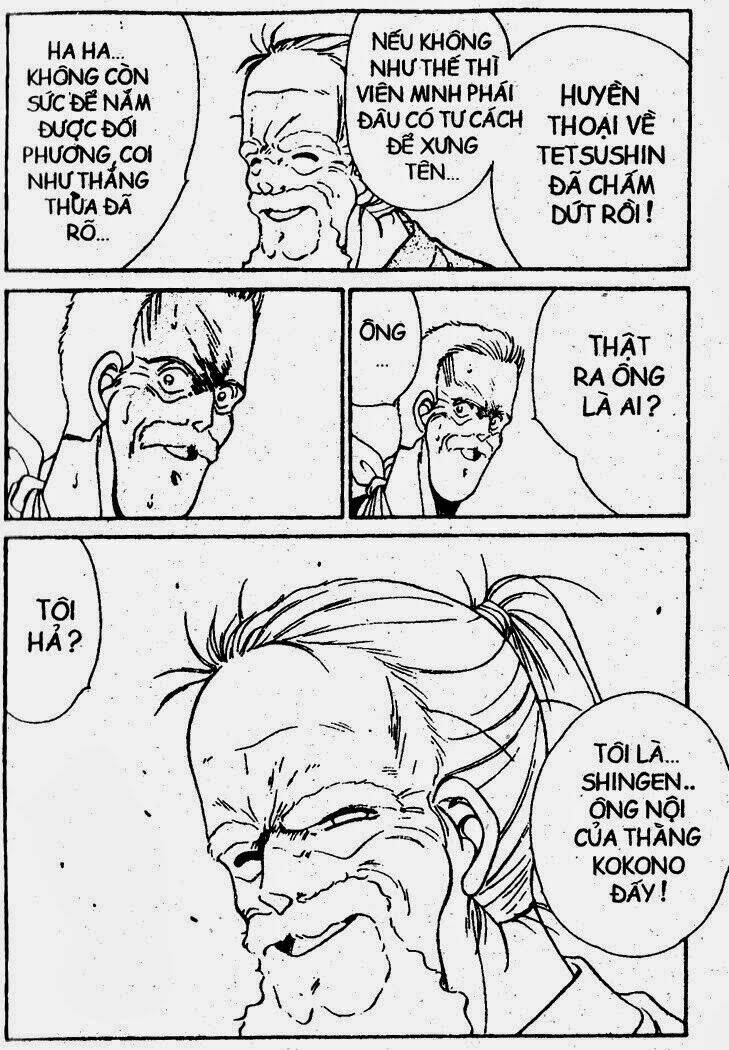 HA HA...
KHÔNG CÒN
SỨC ĐỂ NẮM
ĐƯỢC ĐỐI
PHƯƠNG, COI
NHƯ THẮNG
THUA ĐÃ
RÕ...
NẾU KHÔNG
NHƯ THẾ THÌ
VIÊN MINH PHÁI
ĐÂU CÓ TƯ CÁCH
ĐỂ XƯNG
TÊN...
HUYỀN
THOẠI VỀ
TETSUSHIN
ĐÃ CHẤM
DỨT RỒI!
ÔNG
...
THẬT
RA ÔNG
LÀ AI?
TÔI
HẢ?
TÔI LÀ...
SHINGEN..
ÔNG NỘI
CỦA THẰNG
KOKONO
ĐẤY!